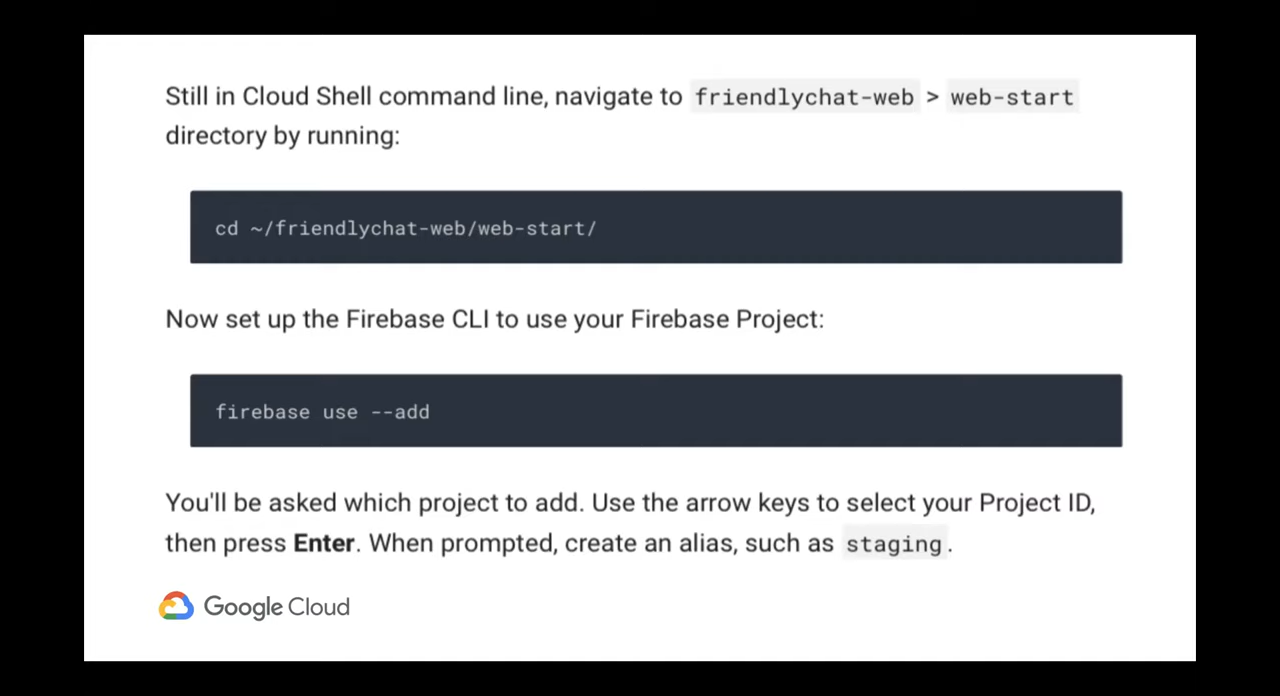 Still in Cloud Shell command line, navigate to friendlychat-web > web-start
directory by running:
cd ~/friendlychat-web/web-start/
Now set up the Firebase CLI to use your Firebase Project:
firebase use --add
You'll be asked which project to add. Use the arrow keys to select your Project ID,
then press Enter. When prompted, create an alias, such as staging.
Google Cloud